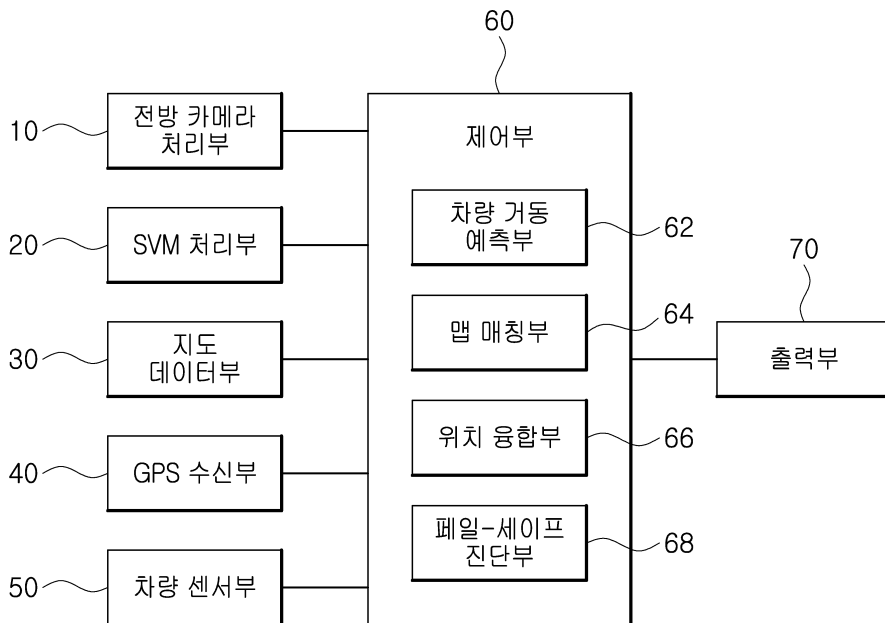 60
10
전방 카메라
처리부
제어부
20
SVM 처리부
차량 거동
예측부
62
70
30
지도
데이터부
맵 매칭부
64
출력부
40
GPS 수신부
위치 융합부
66
50
차량 센서부
페일-세이프
진단부
68